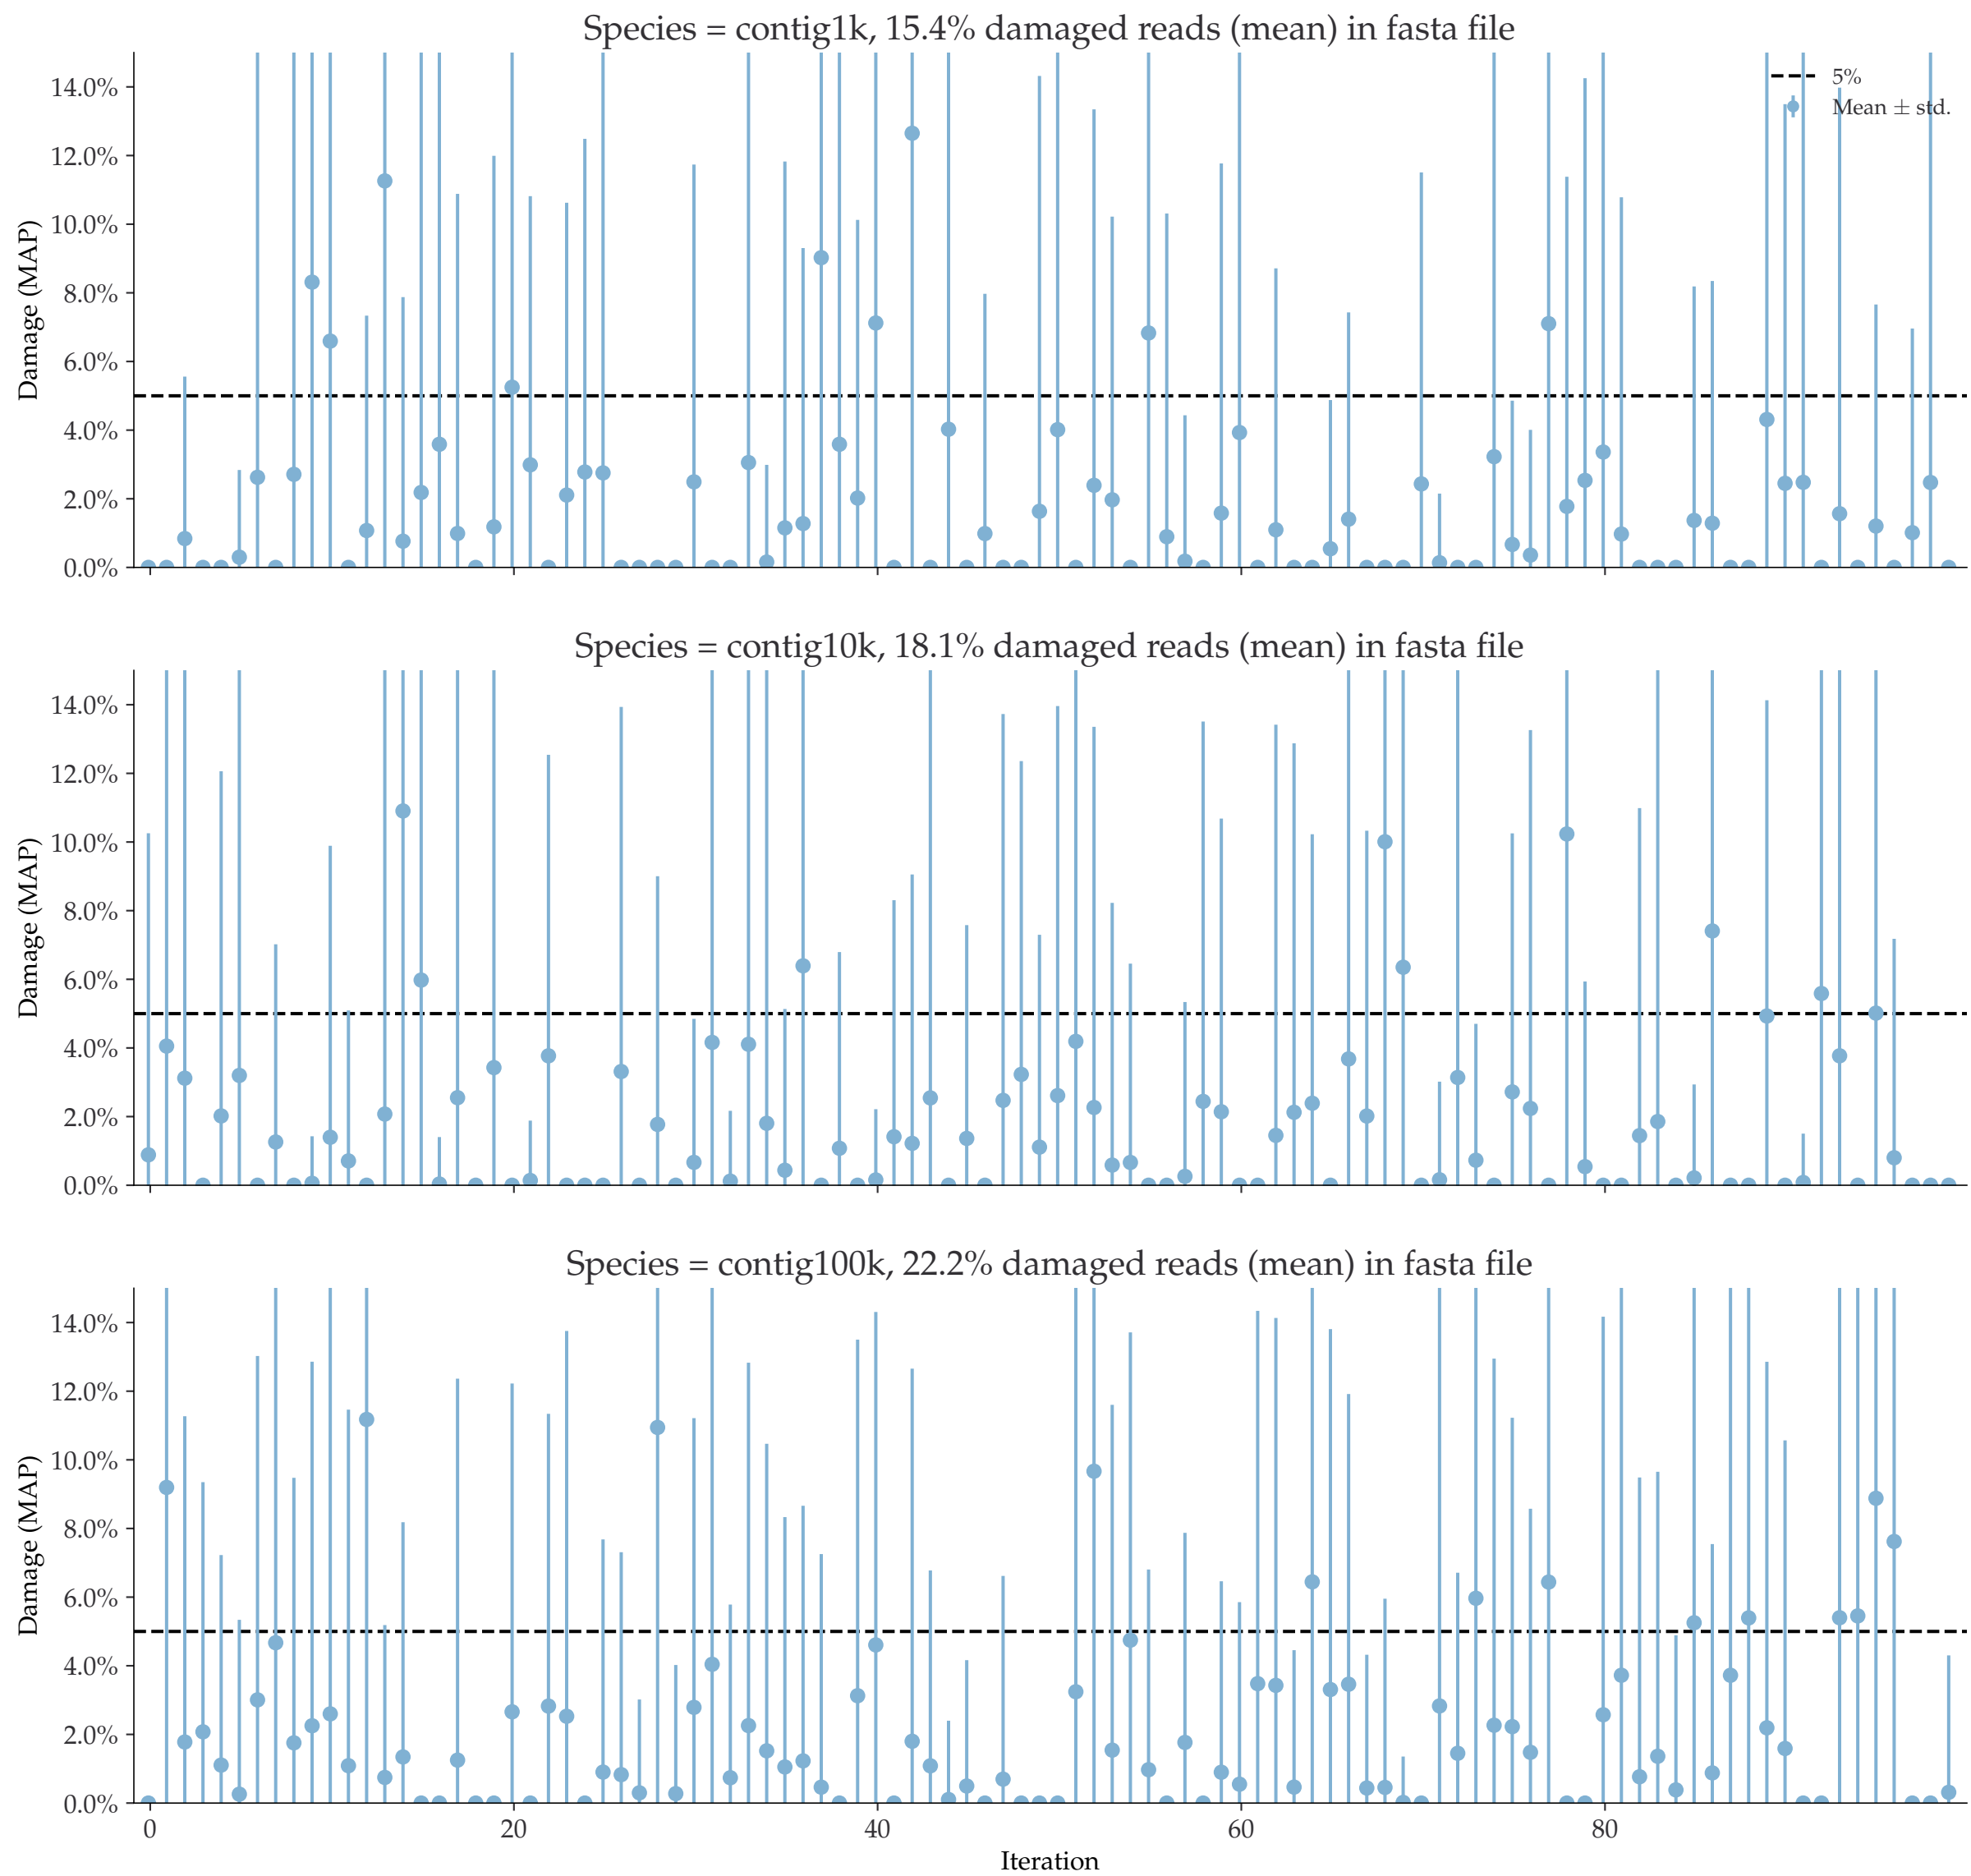 Species = contig1k, 15.4% damaged reads (mean) in fasta file
14.0%
12.0%
10.0%
8.0%
6.0%
4.0%
2.0%
0.0%
Damage (MAP)
5%
Mean ± std.
Species = contig10k, 18.1% damaged reads (mean) in fasta file
14.0%
12.0%
10.0%
8.0%
6.0%
4.0%
2.0%
0.0%
Damage (MAP)
Species = contig100k, 22.2% damaged reads (mean) in fasta file
14.0%
12.0%
10.0%
8.0%
6.0%
4.0%
2.0%
0.0%
Damage (MAP)
0 20 40 60 80
Iteration